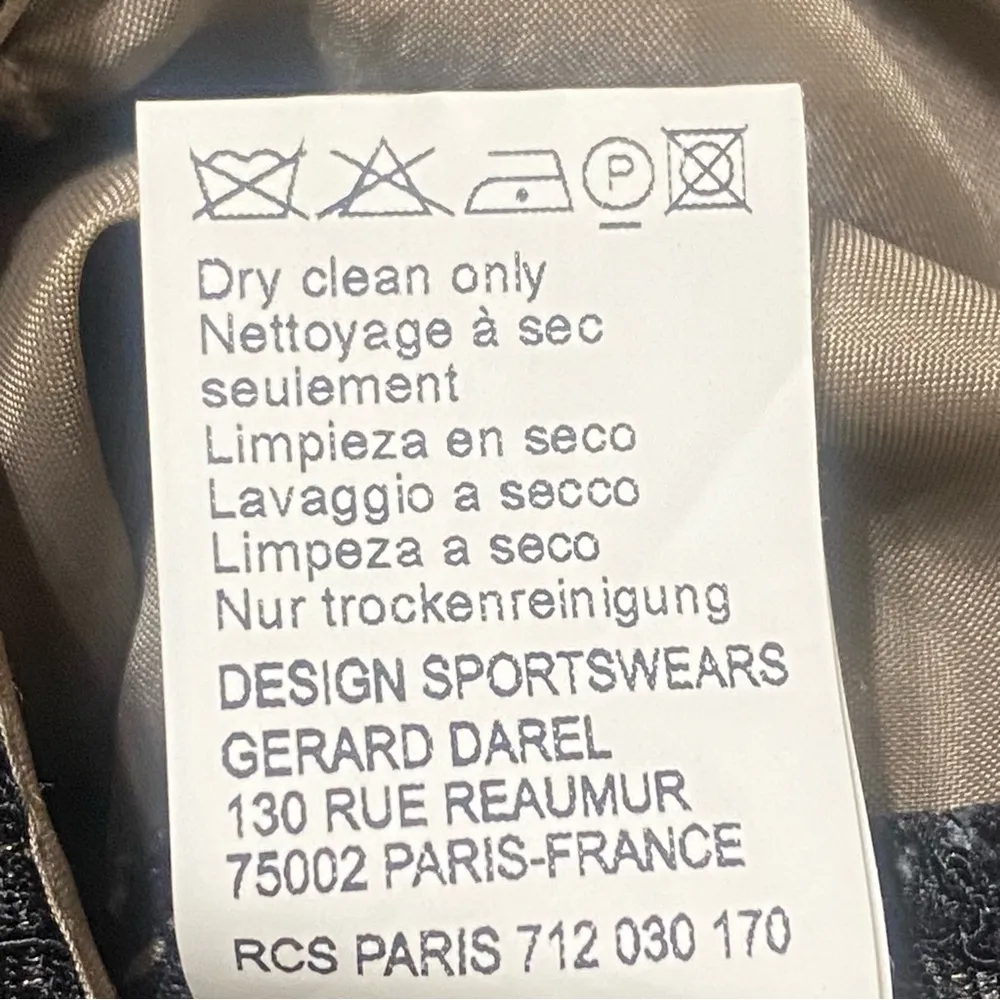 P
Dry clean only
Nettoyage à sec
seulement
Limpieza en seco
Lavaggio a secco
Limpeza a seco
Nur trockenreinigung
DESIGN SPORTSWEARS
GERARD DAREL
130 RUE REAUMUR
75002 PARIS-FRANCE
RCS PARIS 712 030 170